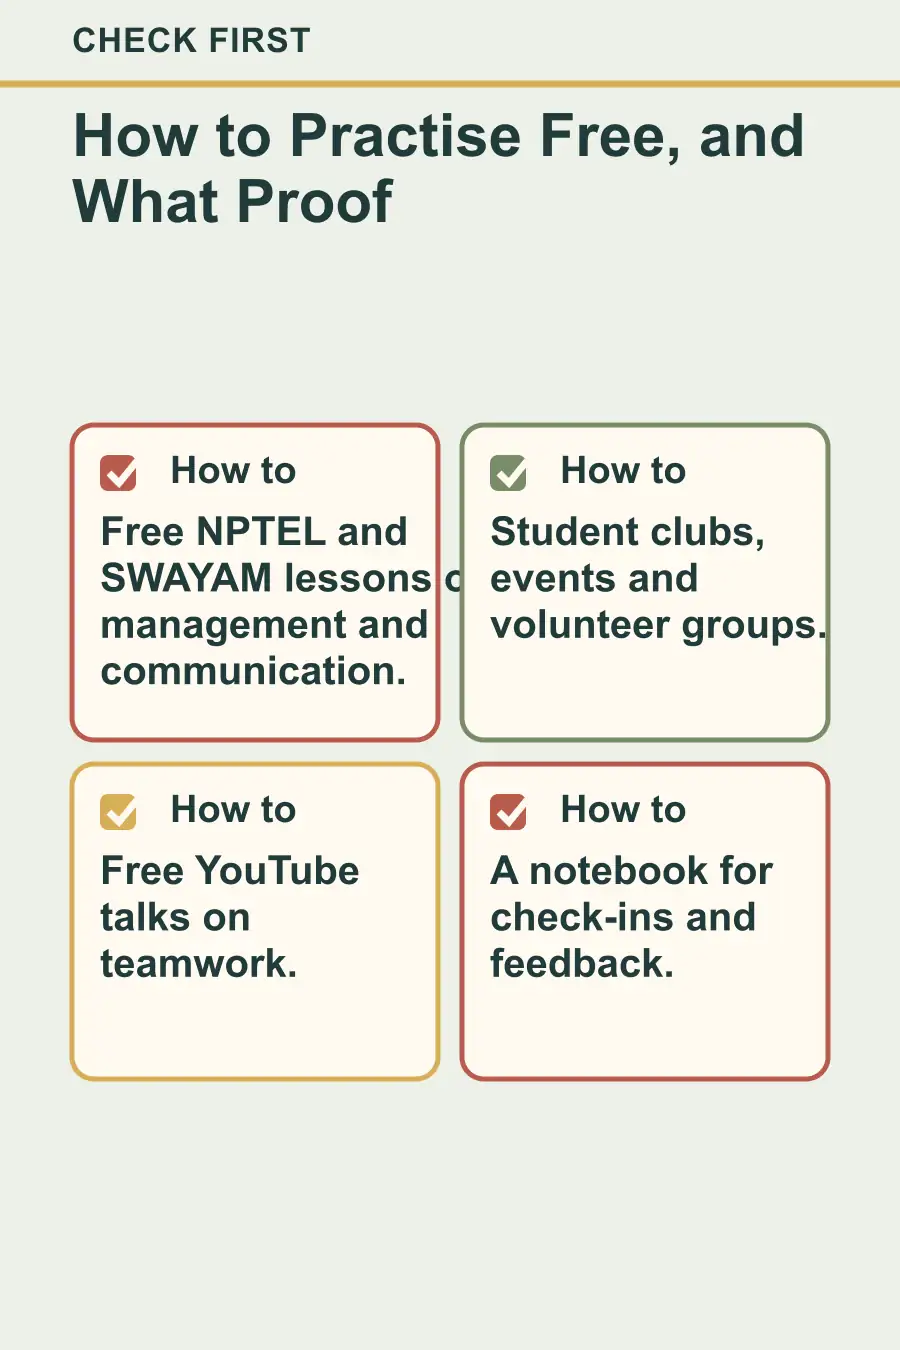 CHECK FIRST
How to Practise Free, and
What Proof
How to
Free NPTEL and
SWAYAM lessons
management and
communication.
How to
Student clubs,
events and
volunteer groups.
How to
Free YouTube
talks on
teamwork.
How to
A notebook for
check-ins and
feedback.